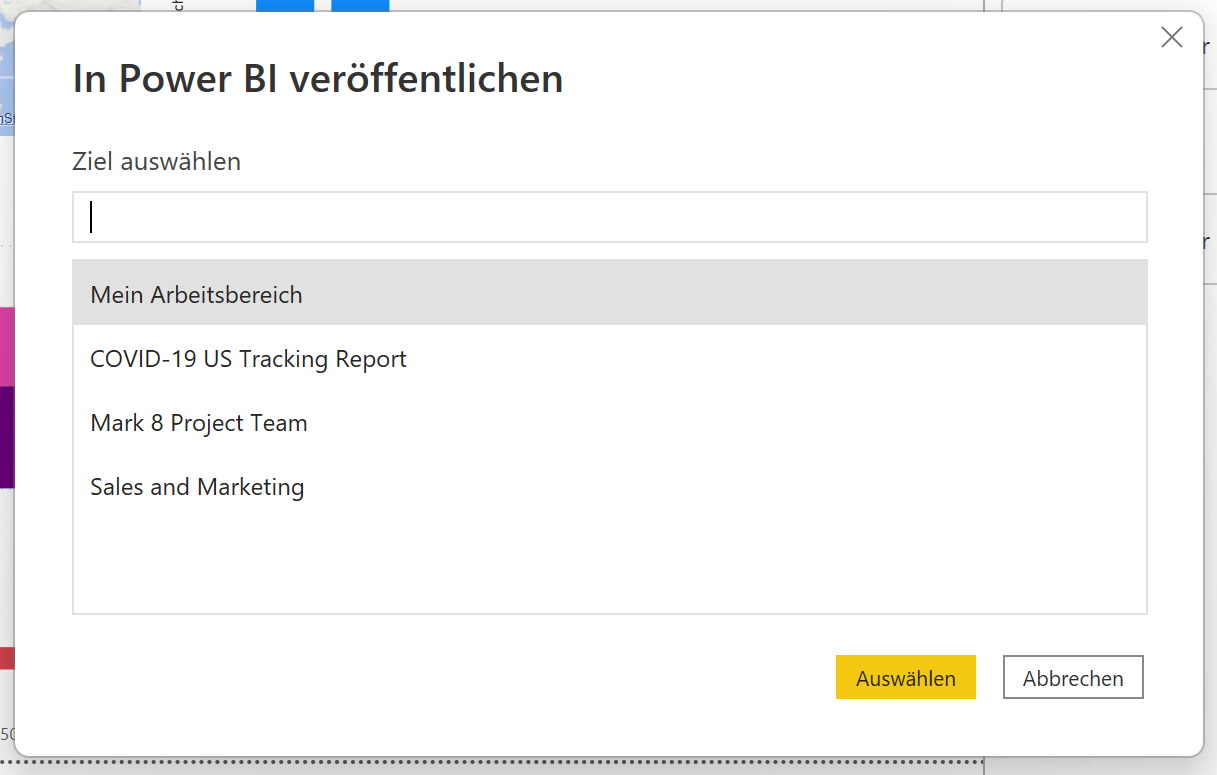 In Power BI veröffentlichen
Ziel auswählen
Mein Arbeitsbereich
COVID-19 US Tracking Report
Mark 8 Project Team
Sales and Marketing
Auswählen
Abbrechen